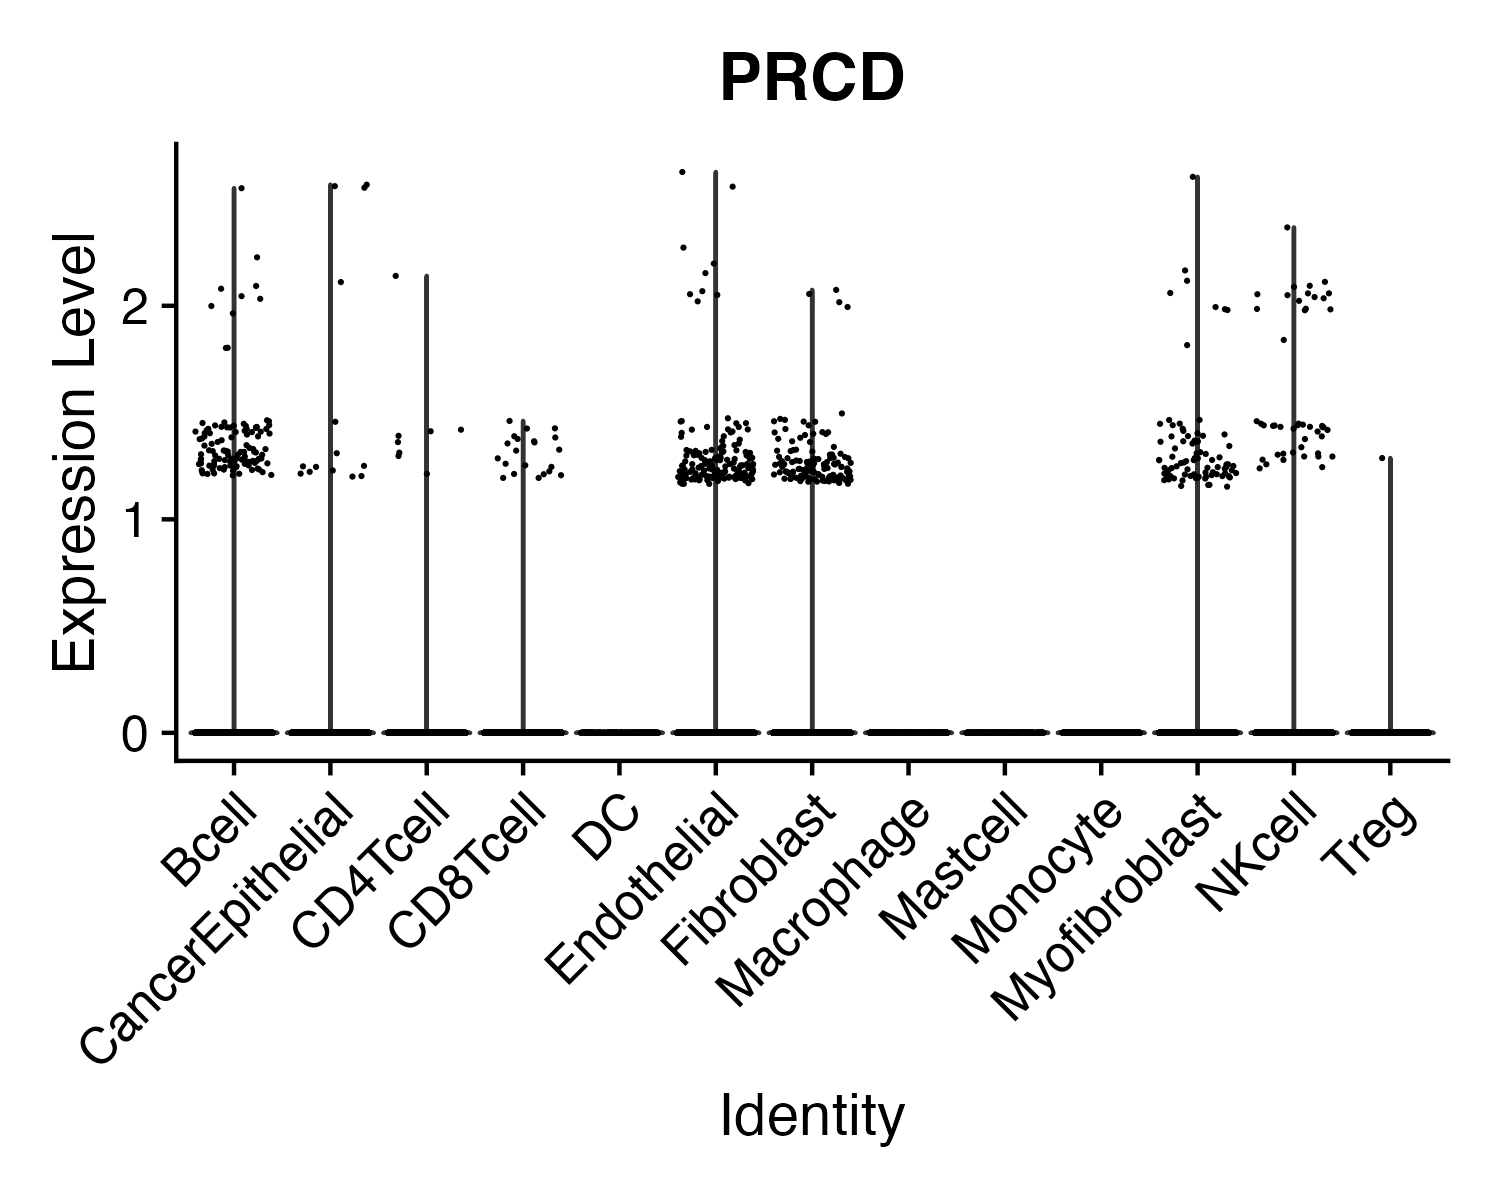 PRCD
Expression Level
2
1
0
Bcell
CancerEpithelial
CD4Tcell
CD8Tcell
DC
Endothelial
Fibroblast
Macrophage
Mastcell
Monocyte
Myofibroblast
NKcell
Treg
Identity